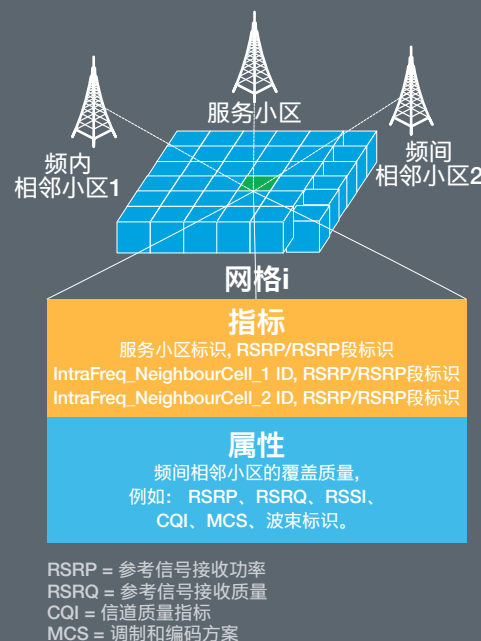 服务小区
频内
相邻小区1
频间
相邻小区2
网格i
指标
服务小区标识, RSRP/RSRP段标识
IntraFreq_NeighbourCell_1 ID, RSRP/RSRP段标识
IntraFreq_NeighbourCell_2 ID, RSRP/RSRP段标识
属性
频间相邻小区的覆盖质量,
例如： RSRP、RSRQ、RSSI、
CQI、MCS、波束标识。
RSRP = 参考信号接收功率
RSRQ = 参考信号接收质量
CQI = 信道质量指标
MCS = 调制和编码方案